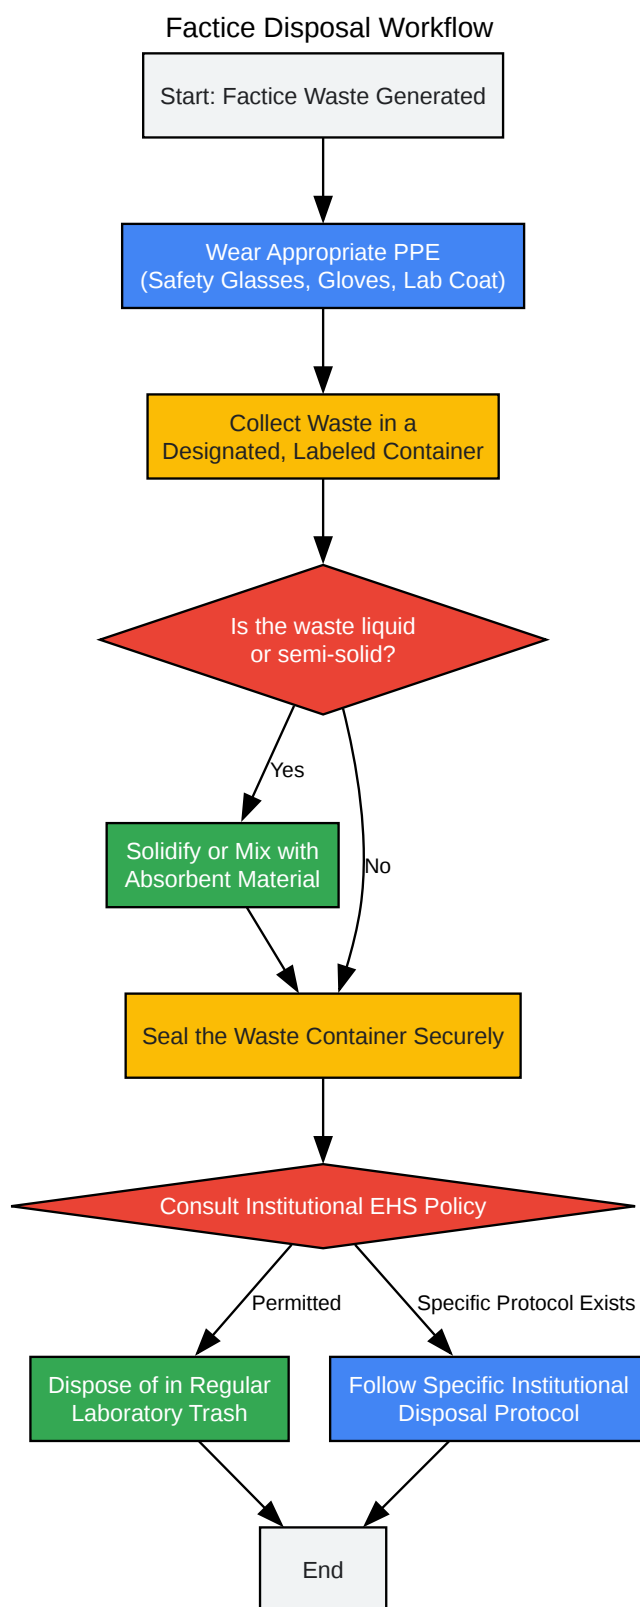 Factice Disposal Workflow
Start: Factice Waste Generated
Wear Appropriate PPE
(Safety Glasses, Gloves, Lab Coat)
Collect Waste in a
Designated, Labeled Container
Is the waste liquid
or semi-solid?
Yes
Solidify or Mix with
Absorbent Material
No
Seal the Waste Container Securely
Consult Institutional EHS Policy
Permitted
Specific Protocol Exists
Dispose of in Regular
Laboratory Trash
Follow Specific Institutional
Disposal Protocol
End